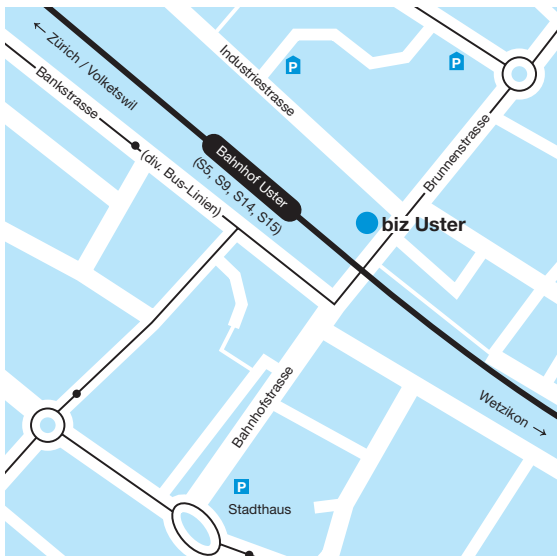 ← Zürich / Volketswil
Industriestrasse
P
P
Bankstrasse
Brunnenstrasse
Bahnhof Uster
(S5, S9, S14, S15)
(div. Bus-Linien)
biz Uster
Bahnhofstrasse
Wetzikon →
P
Stadthaus